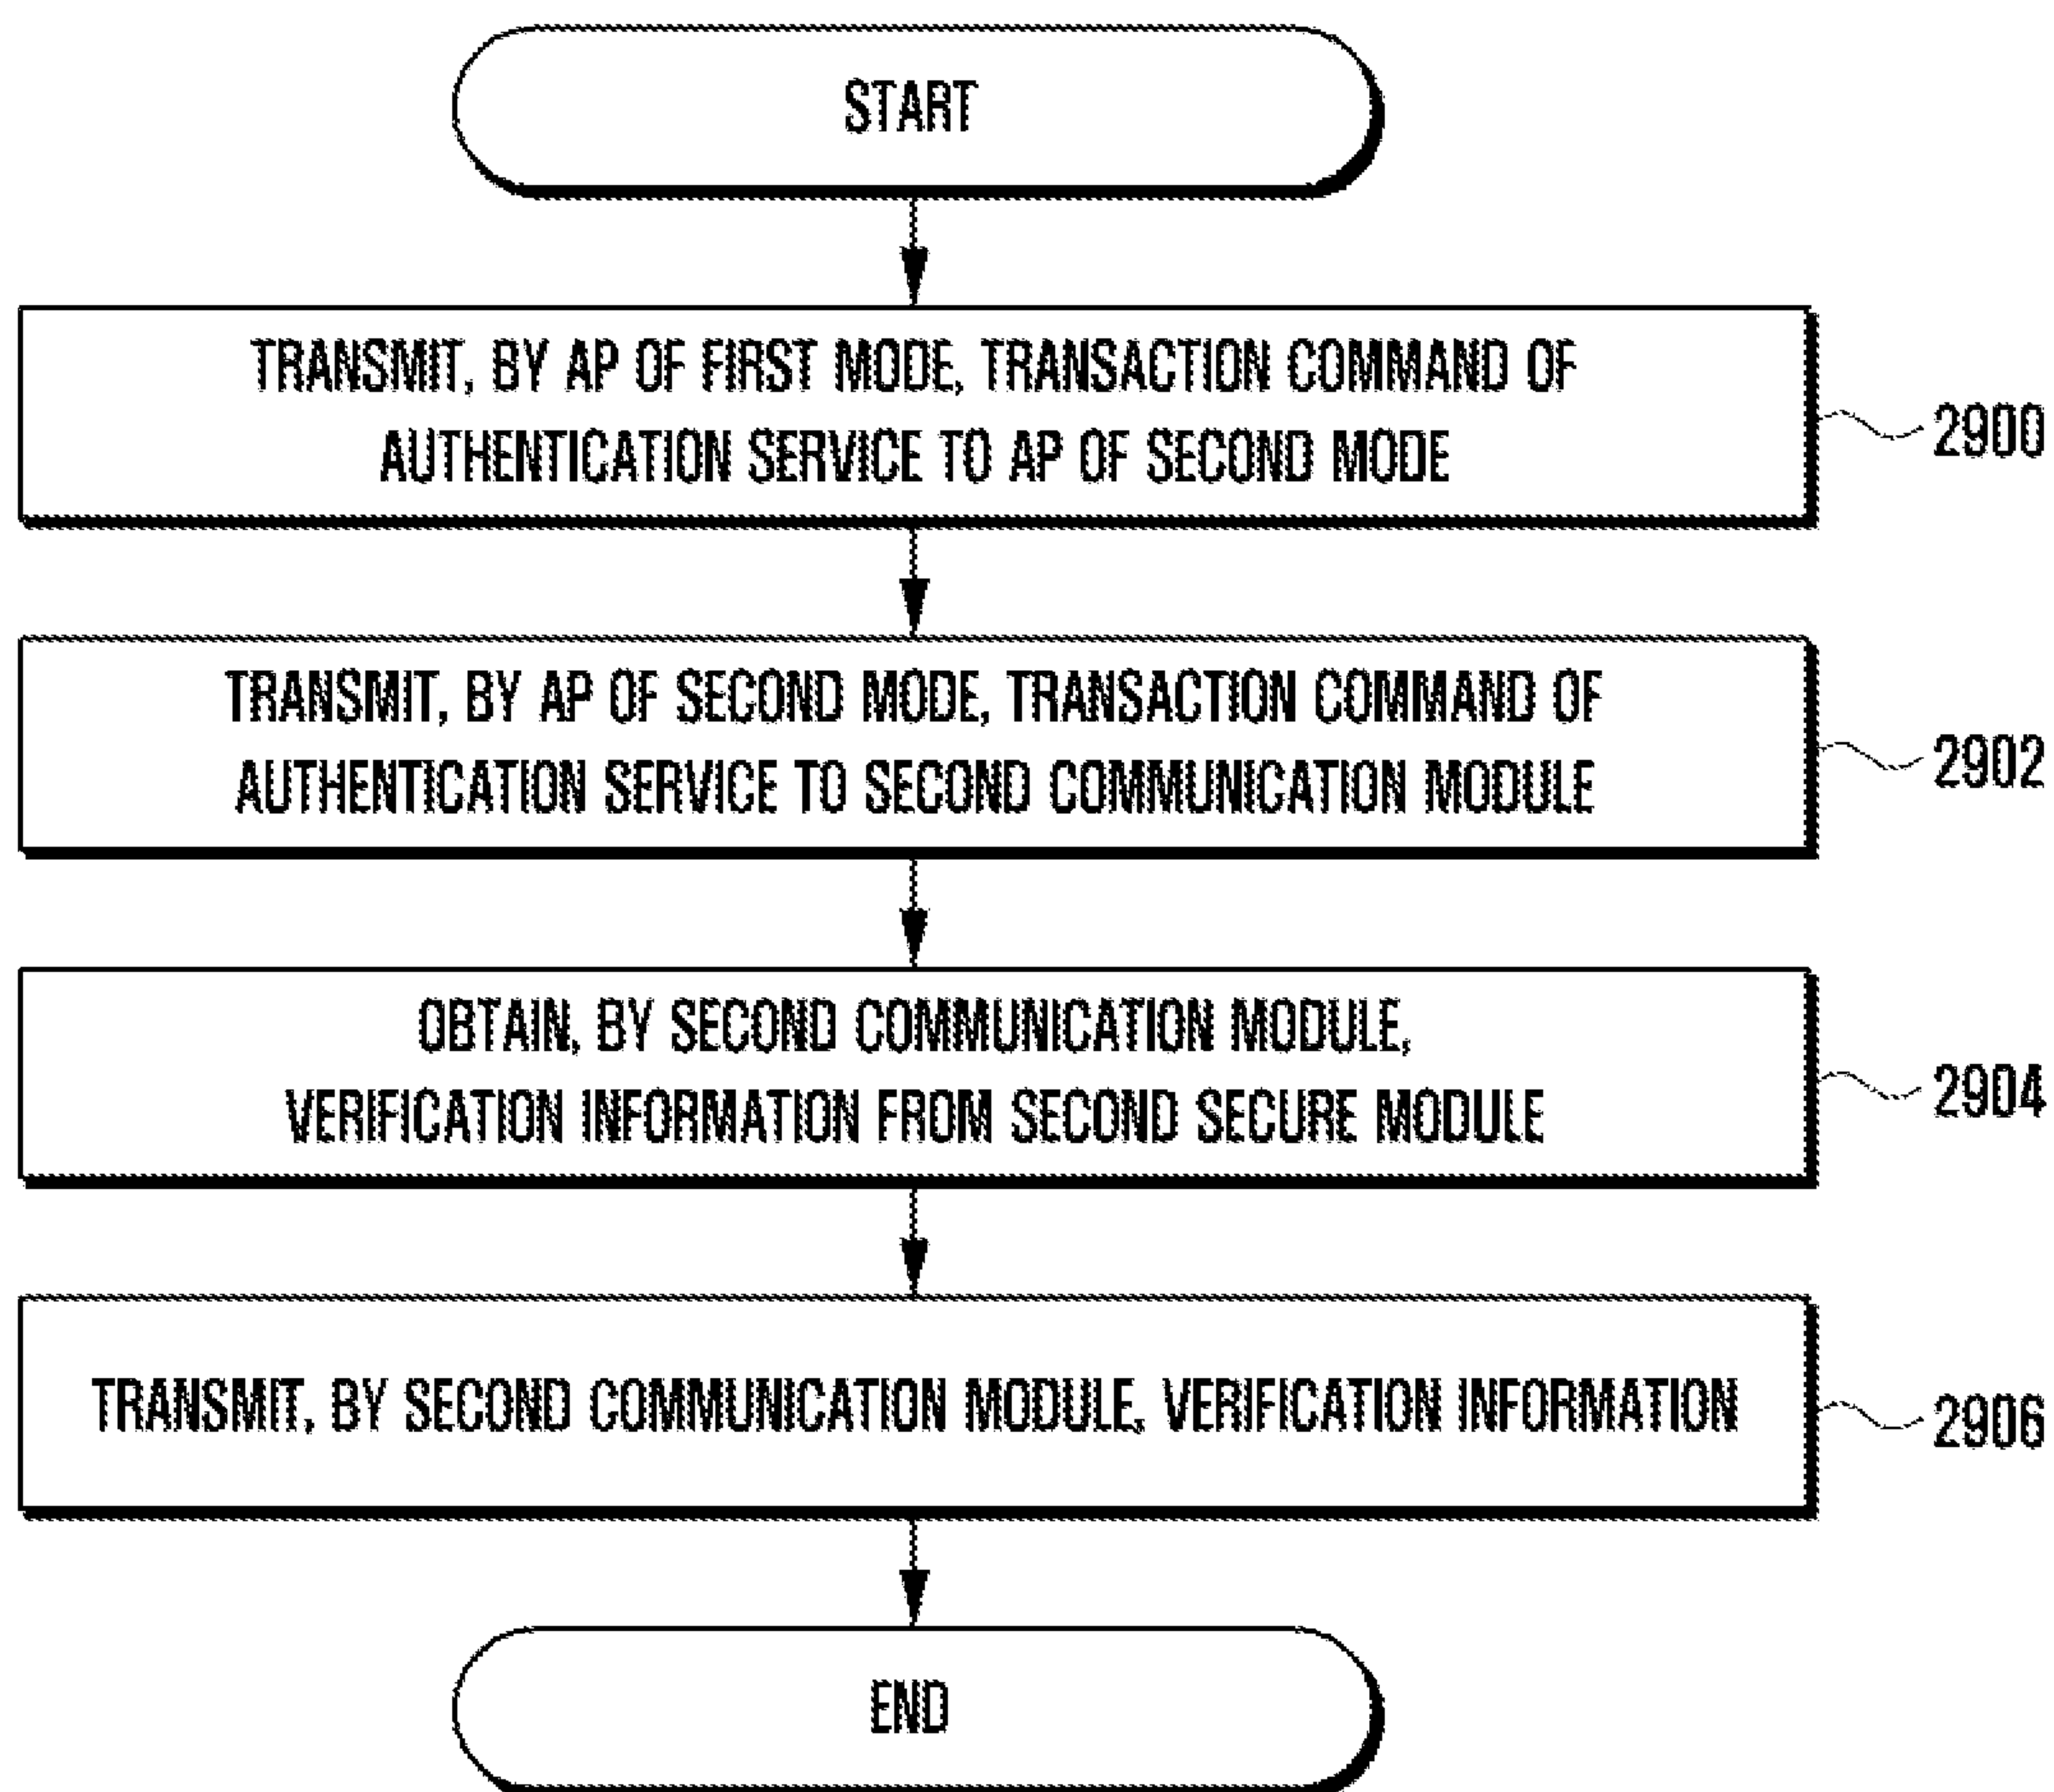 START
TRANSMIT, BY AP OF FIRST MODE, TRANSACTION COMMAND OF
AUTHENTICATION SERVICE TO AP OF SECOND MODE
2900
TRANSMIT, BY AP OF SECOND MODE, TRANSACTION COMMAND OF
AUTHENTICATION SERVICE TO SECOND COMMUNICATION MODULE
2902
OBTAIN, BY SECOND COMMUNICATION MODULE,
VERIFICATION INFORMATION FROM SECOND SECURE MODULE
2904
TRANSMIT, BY SECOND COMMUNICATION MODULE, VERIFICATION INFORMATION
2906
END